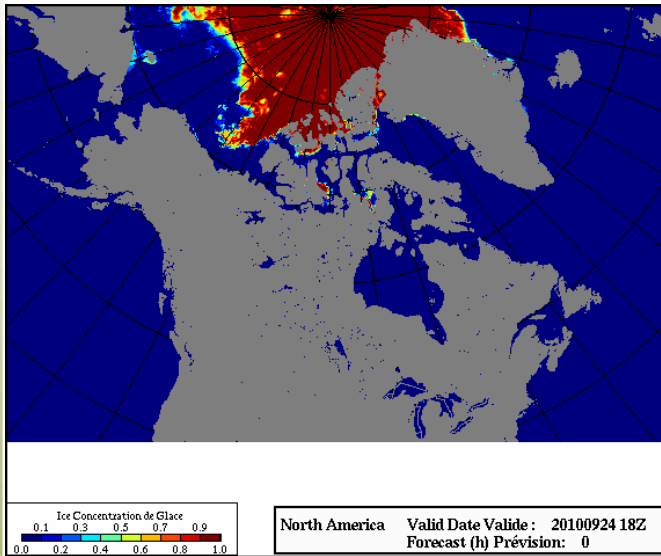 Ice Concentration de Glace
0.1 0.3 0.5 0.7 0.9
0.0 0.2 0.4 0.6 0.8 1.0
North America Valid Date Valide : 20100924 18Z
Forecast (h) Prévision: 0